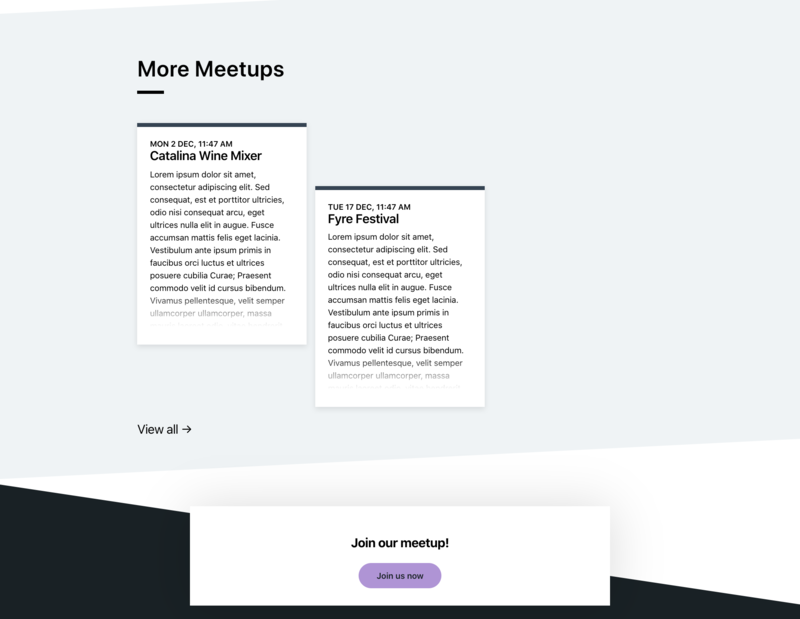 More Meetups
MON 2 DEC, 11:47 AM
Catalina Wine Mixer
Lorem ipsum dolor sit amet,
consectetur adipiscing elit. Sed
consequat, est et porttitor ultricies,
odio nisi consequat arcu, eget
ultrices nulla elit in augue. Fusce
accumsan mattis felis eget lacinia.
Vestibulum ante ipsum primis in
faucibus orci luctus et ultrices
posuere cubilia Curae; Praesent
commodo velit id cursus bibendum.
Vivamus pellentesque, velit semper
ullamcorper ullamcorper, massa
TUE 17 DEC, 11:47 AM
Fyre Festival
Lorem ipsum dolor sit amet,
consectetur adipiscing elit. Sed
consequat, est et porttitor ultricies,
odio nisi consequat arcu, eget
ultrices nulla elit in augue. Fusce
accumsan mattis felis eget lacinia.
Vestibulum ante ipsum primis in
faucibus orci luctus et ultrices
posuere cubilia Curae; Praesent
commodo velit id cursus bibendum.
Vivamus pellentesque, velit semper
ullamcorper ullamcorper, massa
View all →
Join our meetup!
Join us now